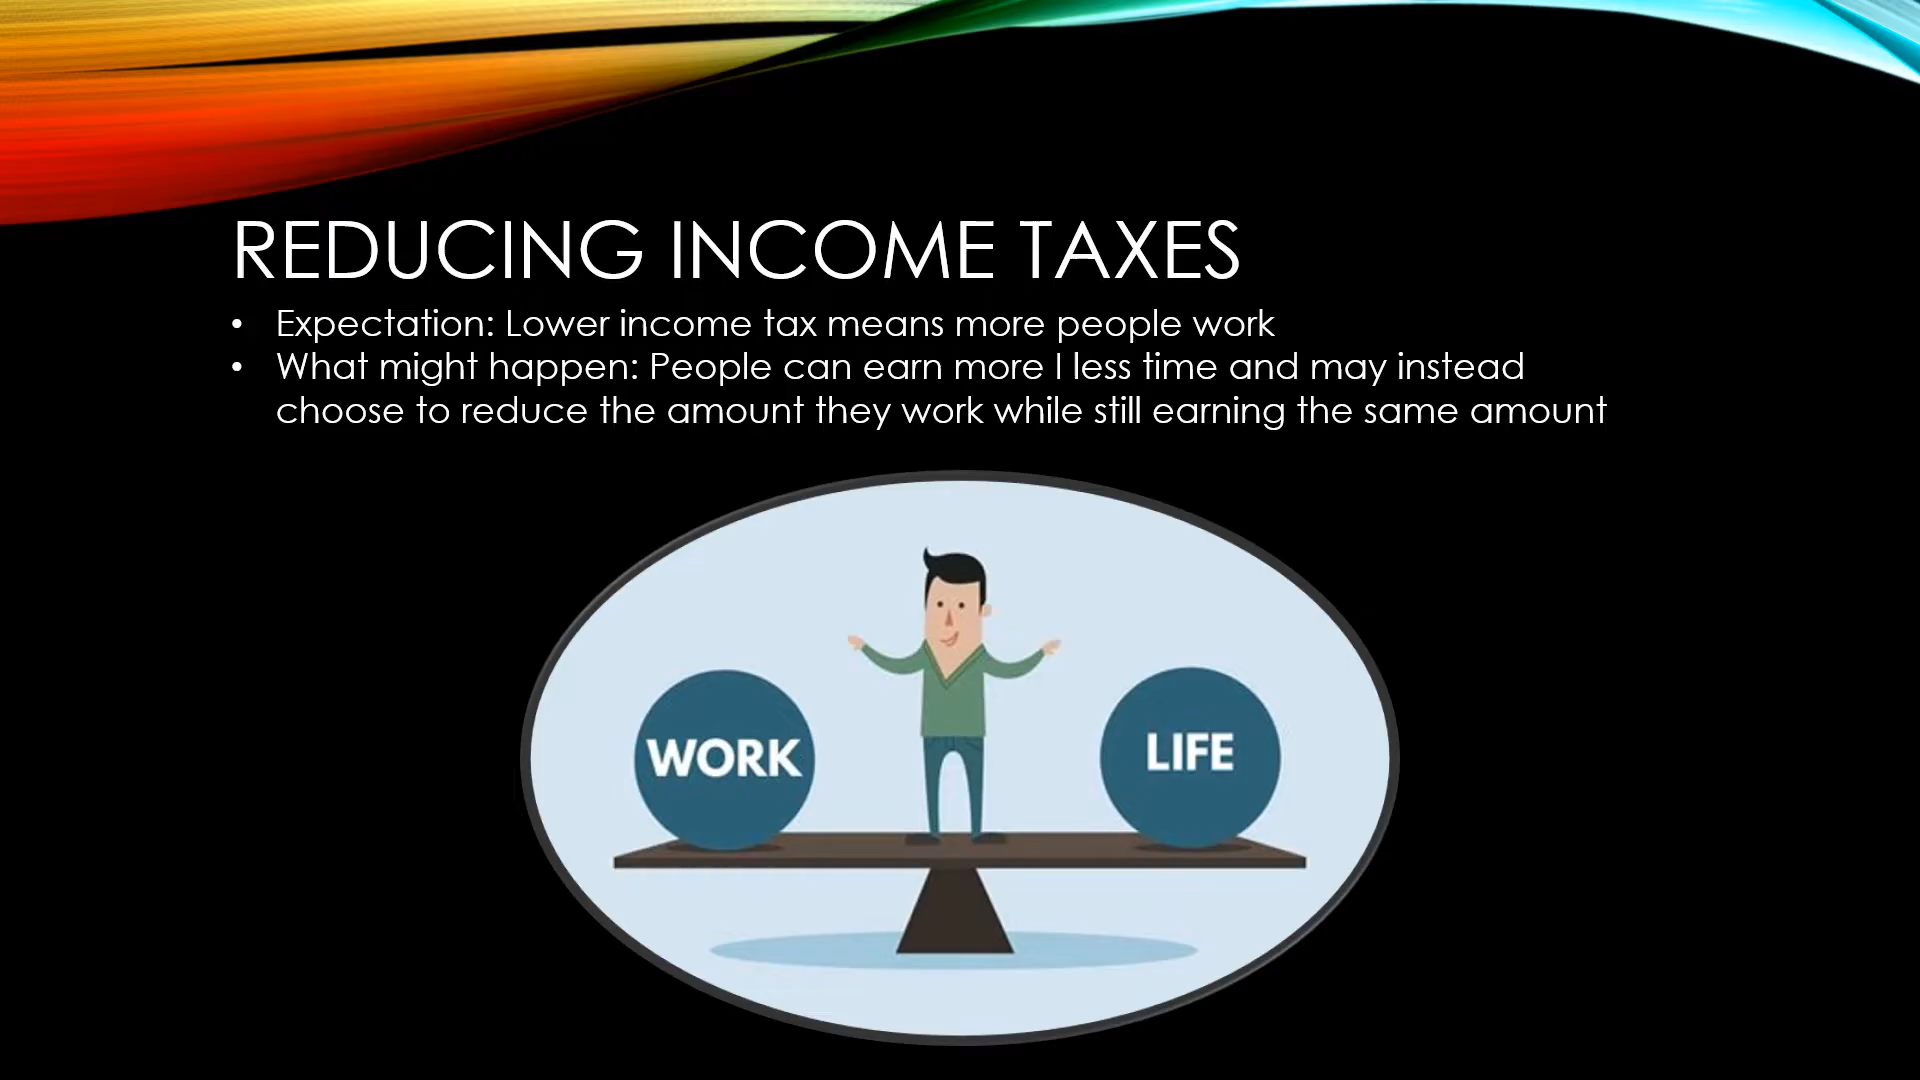 REDUCING INCOME TAXES
• Expectation: Lower income tax means more people work
• What might happen: People can earn more I less time and may instead
choose to reduce the amount they work while still earning the same amount
WORK
LIFE